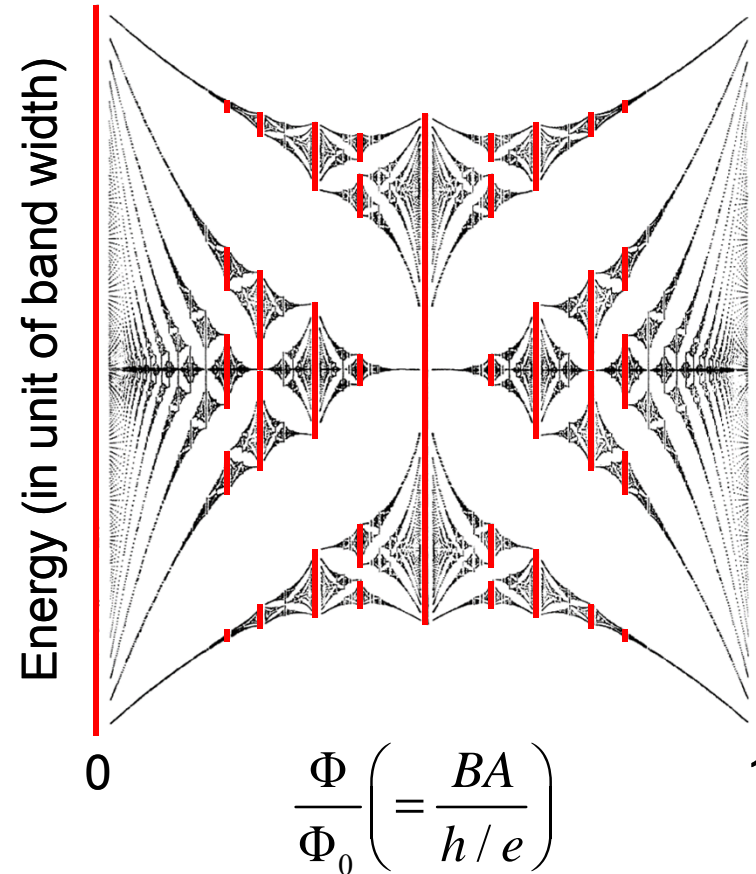 Energy (in unit of band width)
0 1
Φ/Φ₀ (= BA/(h / e))